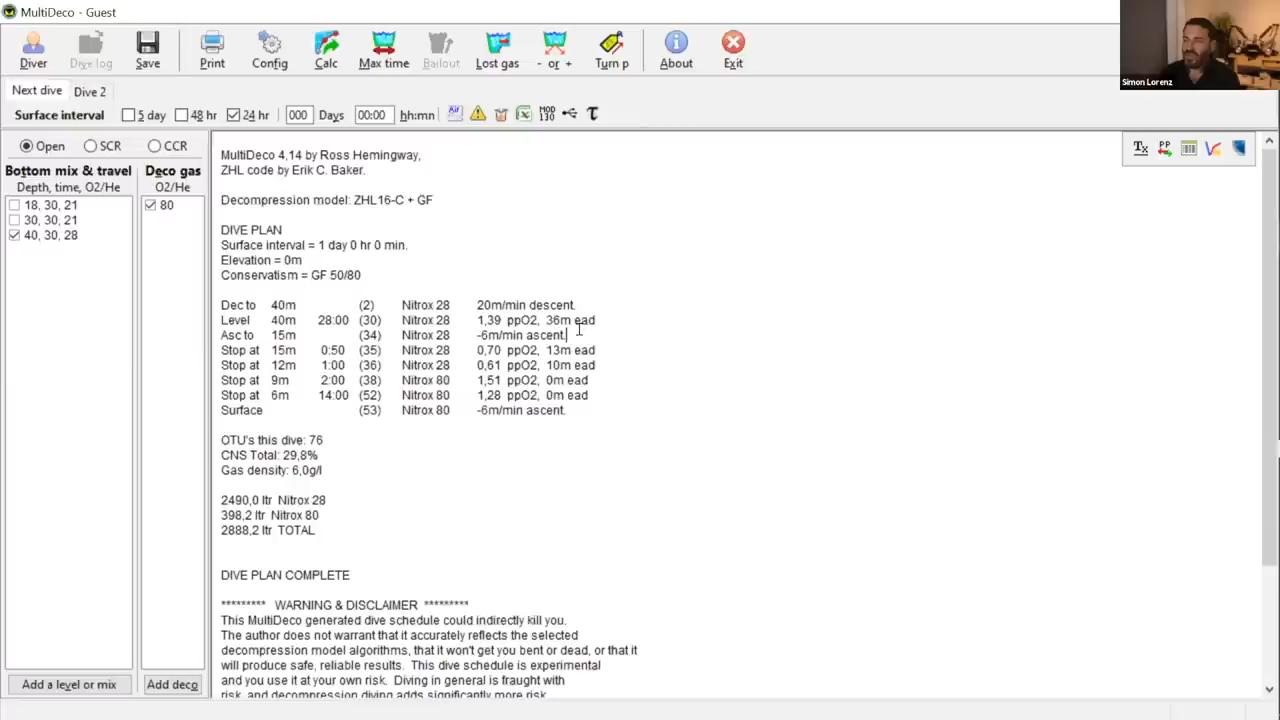 MultiDeco - Guest
Diver Dive log Save Print Config Calc Max time Bailout Lost gas - or + Turn p About Exit
Simon Lorenz
Next dive Dive 2
Surface interval 5 day 48 hr 24 hr 000 Days 00:00 hh:mn Air MOD 130 τ
Open SCR CCR
Bottom mix & travel Deco gas
Depth, time, O2/He O2/He
18, 30, 21 80
30, 30, 21
40, 30, 28
Tx PP
MultiDeco 4,14 by Ross Hemingway,
ZHL code by Erik C. Baker.
Decompression model: ZHL16-C + GF
DIVE PLAN
Surface interval = 1 day 0 hr 0 min.
Elevation = 0m
Conservatism = GF 50/80
Dec to 40m (2) Nitrox 28 20m/min descent.
Level 40m 28:00 (30) Nitrox 28 1,39 ppO2, 36m ead
Asc to 15m (34) Nitrox 28 -6m/min ascent.
Stop at 15m 0:50 (35) Nitrox 28 0,70 ppO2, 13m ead
Stop at 12m 1:00 (36) Nitrox 28 0,61 ppO2, 10m ead
Stop at 9m 2:00 (38) Nitrox 80 1,51 ppO2, 0m ead
Stop at 6m 14:00 (52) Nitrox 80 1,28 ppO2, 0m ead
Surface (53) Nitrox 80 -6m/min ascent.
OTU's this dive: 76
CNS Total: 29,8%
Gas density: 6,0g/l
2490,0 ltr Nitrox 28
398,2 ltr Nitrox 80
2888,2 ltr TOTAL
DIVE PLAN COMPLETE
********* WARNING & DISCLAIMER *********
This MultiDeco generated dive schedule could indirectly kill you.
The author does not warrant that it accurately reflects the selected
decompression model algorithms, that it won't get you bent or dead, or that it
will produce safe, reliable results. This dive schedule is experimental
and you use it at your own risk. Diving in general is fraught with
risk, and decompression diving adds significantly more risk.
Add a level or mix Add deco